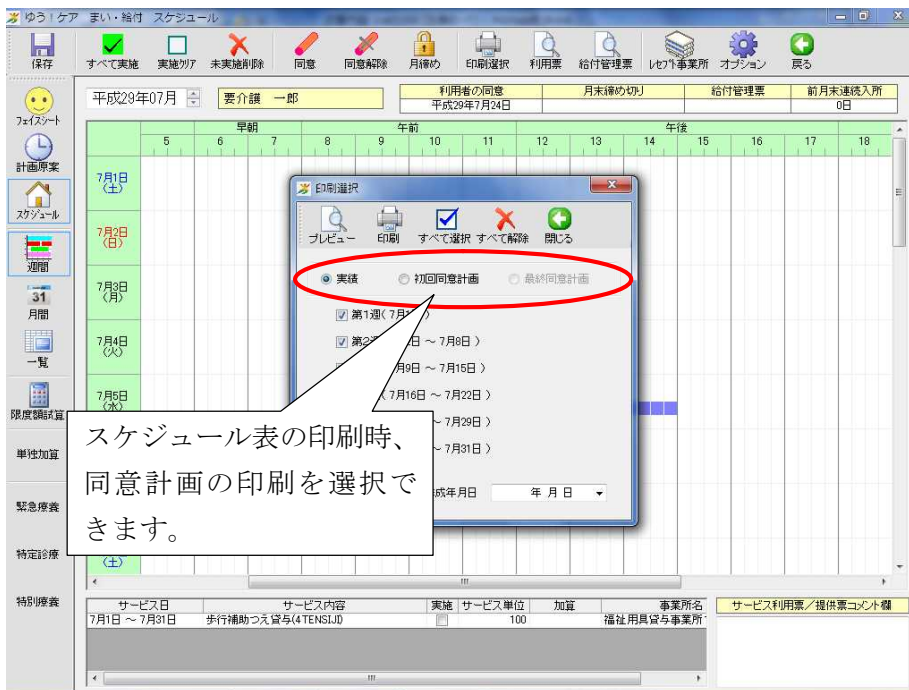 ゆう！ケア まい・給付 スケジュール
保存 すべて実施 実施クリア 未実施削除 同意 同意解除 月締め 印刷選択 利用票 給付管理票 レセプト事業所 オプション 戻る
平成29年07月 要介護 一郎
利用者の同意 月末締め切り 給付管理票 前月末連続入所
平成29年7月24日 0日
フェイスシート
計画原案
スケジュール
週間
31
月間
一覧
限度額試算
単独加算
緊急療養
特定診療
特別療養
早朝 午前 午後
5 6 7 8 9 10 11 12 13 14 15 16 17 18
7月1日
(土)
7月2日
(日)
7月3日
(月)
7月4日
(火)
7月5日
(水)
(土)
印刷選択
プレビュー 印刷 すべて選択 すべて解除 閉じる
実績 初回同意計画 最終同意計画
第1週( 7月1
第2 日 ～ 7月8日 )
月9日 ～ 7月15日 )
( 7月16日 ～ 7月22日 )
～ 7月29日 )
～ 7月31日 )
成年月日 年 月 日
スケジュール表の印刷時、
同意計画の印刷を選択で
きます。
サービス日 サービス内容 実施 サービス単位 加算 事業所名
7月1日 ～ 7月31日 歩行補助つえ貸与(4TENSIJI) 100 福祉用具貸与事業所
サービス利用票／提供票コメント欄